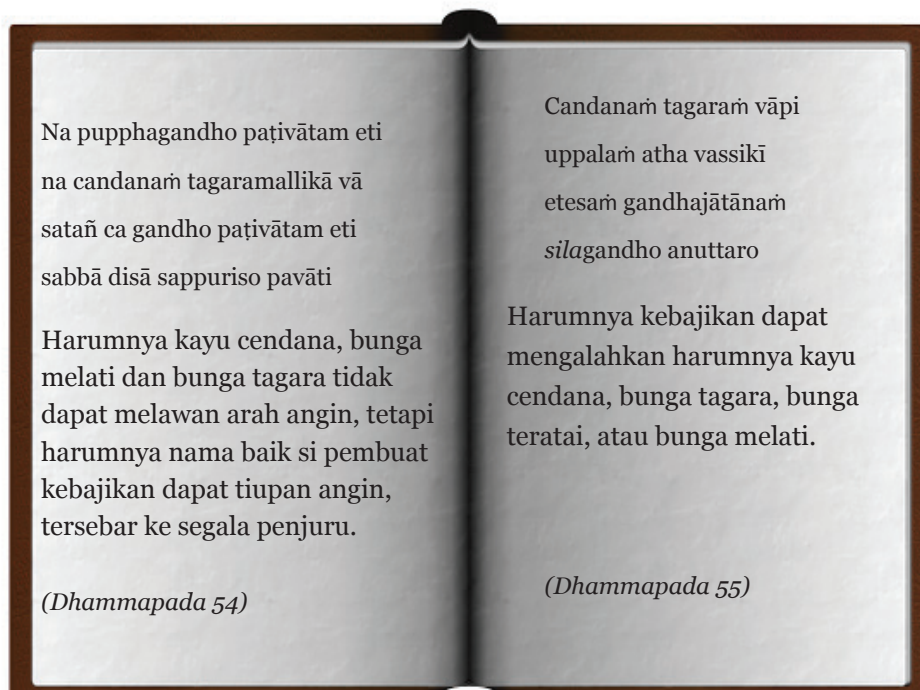 Na pupphagandho paṭivātam eti
na candanaṁ tagaramallikā vā
satañ ca gandho paṭivātam eti
sabbā disā sappuriso pavāti
Harumnya kayu cendana, bunga
melati dan bunga tagara tidak
dapat melawan arah angin, tetapi
harumnya nama baik si pembuat
kebajikan dapat tiupan angin,
tersebar ke segala penjuru.
(Dhammapada 54)
Candanaṁ tagaraṁ vāpi
uppalaṁ atha vassikī
etesaṁ gandhajātānaṁ
silagandho anuttaro
Harumnya kebajikan dapat
mengalahkan harumnya kayu
cendana, bunga tagara, bunga
teratai, atau bunga melati.
(Dhammapada 55)